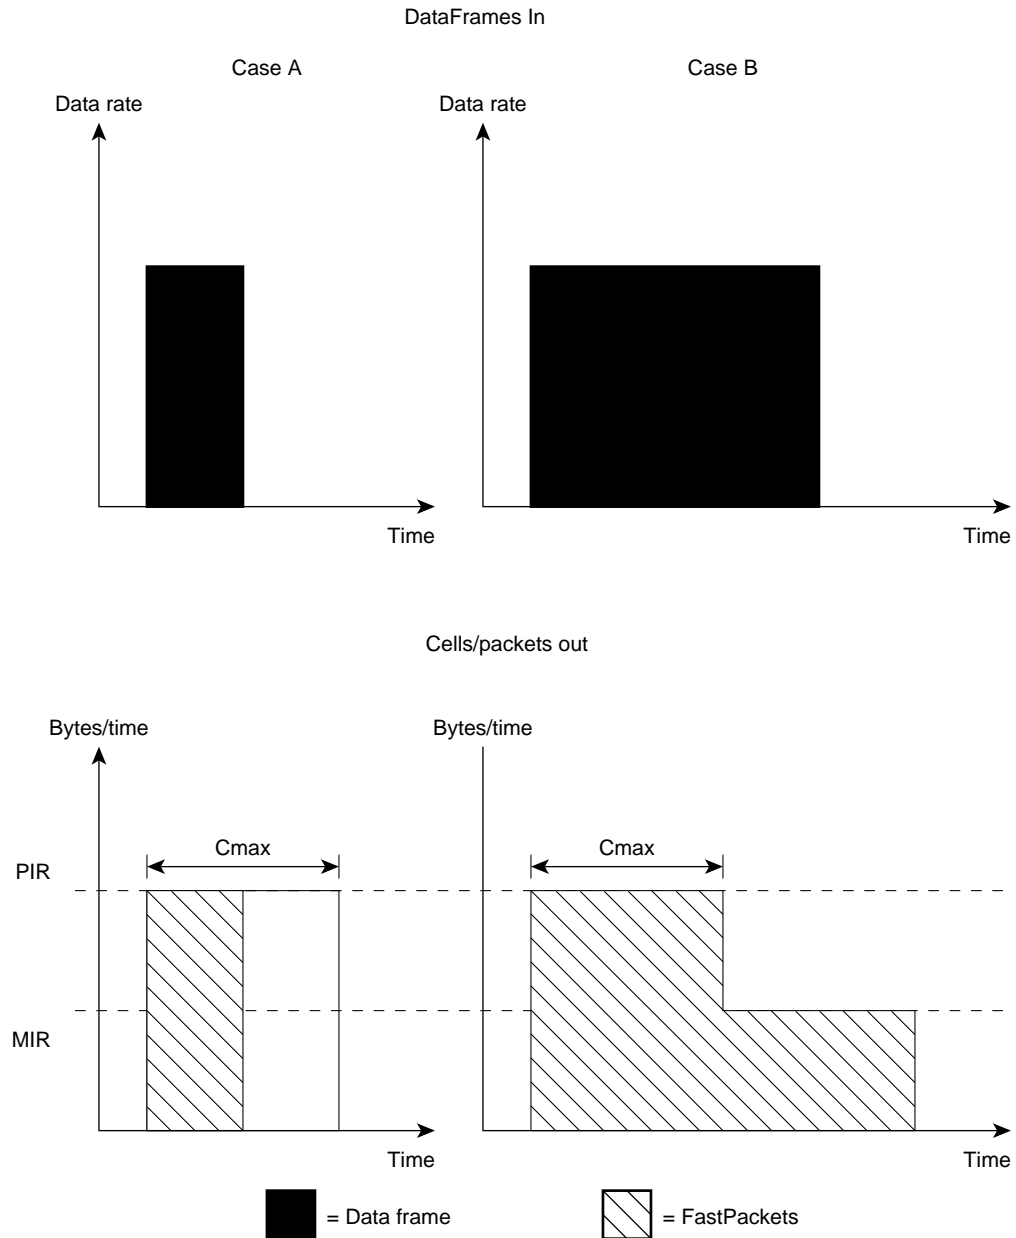 DataFrames In
Case A
Case B
Data rate
Data rate
Time
Time
Cells/packets out
Bytes/time
Bytes/time
Cmax
Cmax
PIR
MIR
Time
Time
= Data frame
= FastPackets